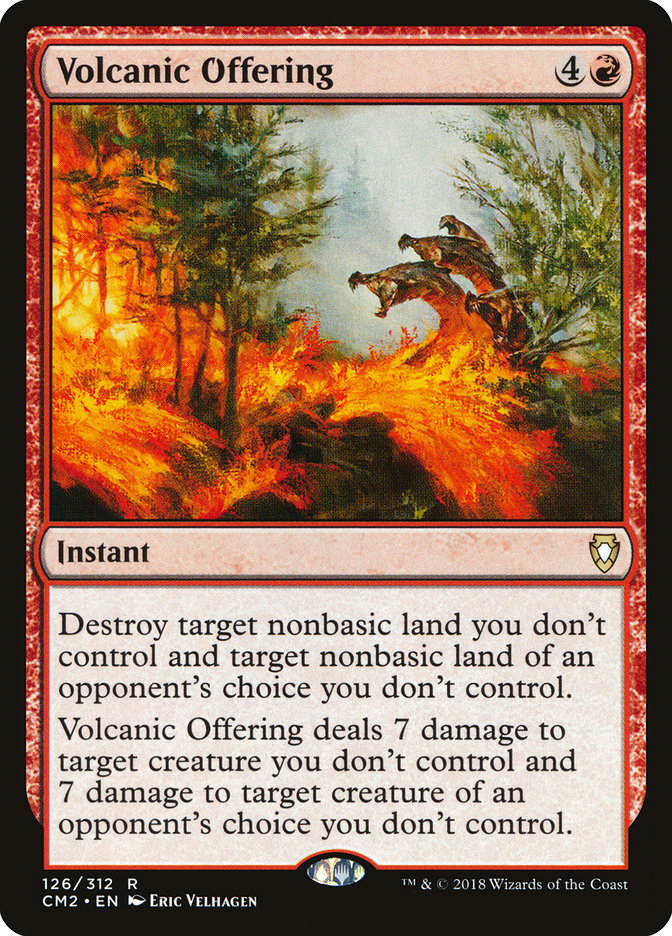 Volcanic Offering 4
Instant
Destroy target nonbasic land you don't
control and target nonbasic land of an
opponent's choice you don't control.
Volcanic Offering deals 7 damage to
target creature you don't control and
7 damage to target creature of an
opponent's choice you don't control.
126/312 R
CM2 • EN Eric Velhagen
™ & © 2018 Wizards of the Coast